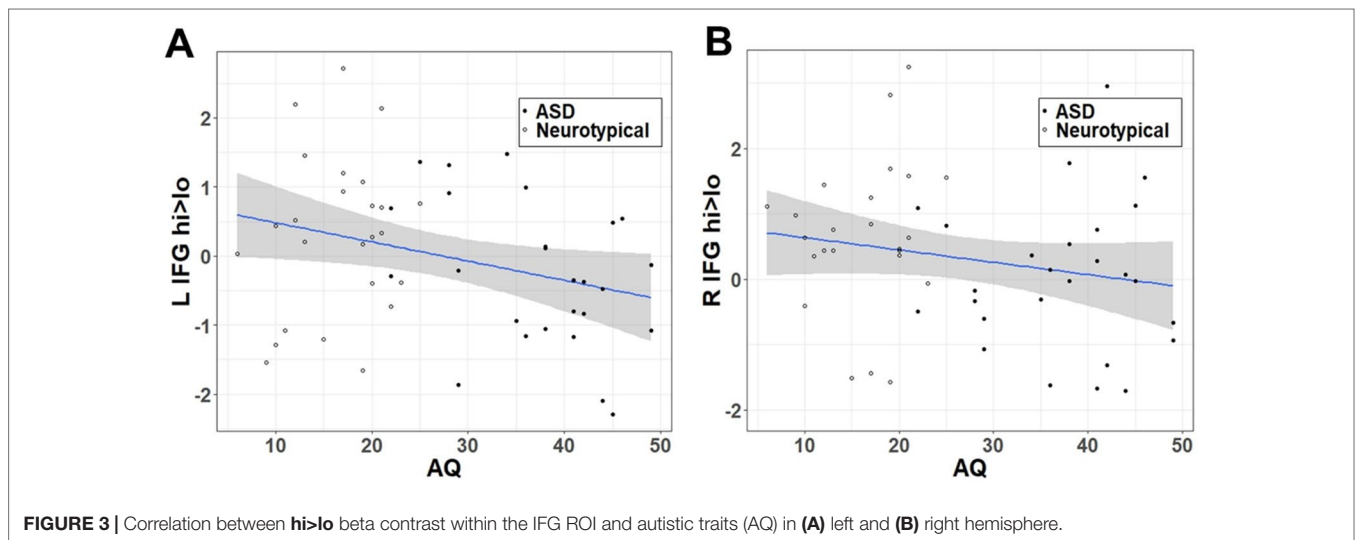 A
L IFG hi>lo
2
1
0
-1
-2
ASD
Neurotypical
10 20 30 40 50
AQ
B
R IFG hi>lo
2
0
-2
ASD
Neurotypical
10 20 30 40 50
AQ
FIGURE 3 | Correlation between hi>lo beta contrast within the IFG ROI and autistic traits (AQ) in (A) left and (B) right hemisphere.